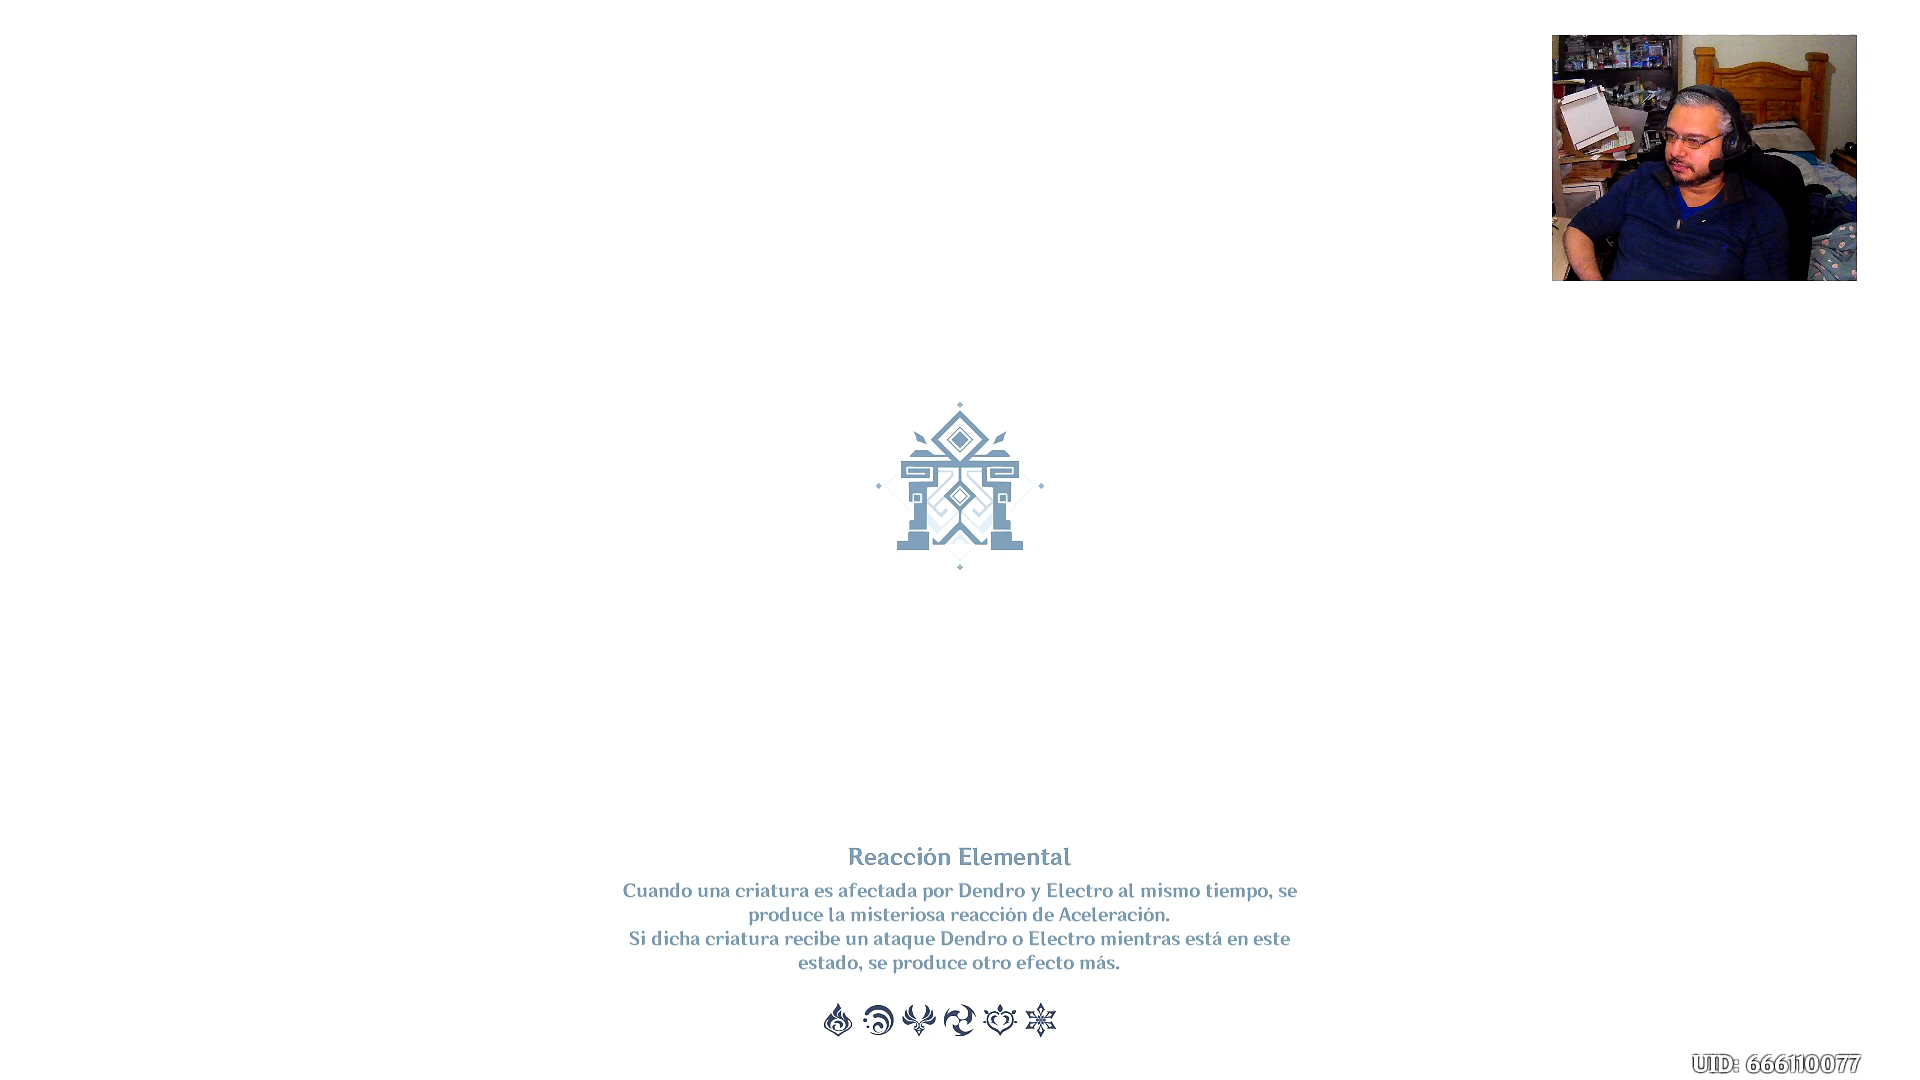 Reacción Elemental
Cuando una criatura es afectada por Dendro y Electro al mismo tiempo, se
produce la misteriosa reacción de Aceleración.
Si dicha criatura recibe un ataque Dendro o Electro mientras está en este
estado, se produce otro efecto más.
UID: 666110077